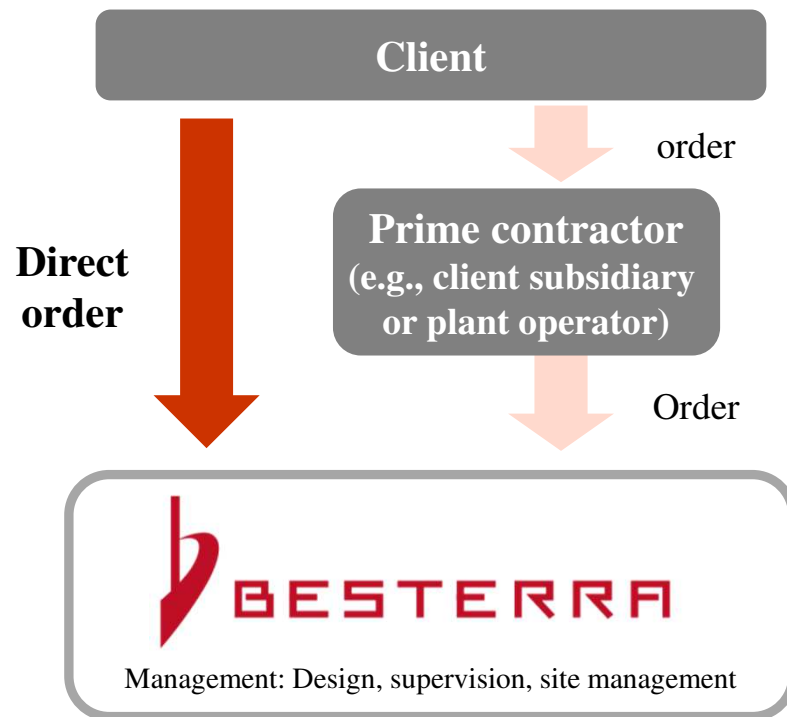 Client
order
Prime contractor
(e.g., client subsidiary
or plant operator)
Direct
order
Order
BESTERRA
Management: Design, supervision, site management